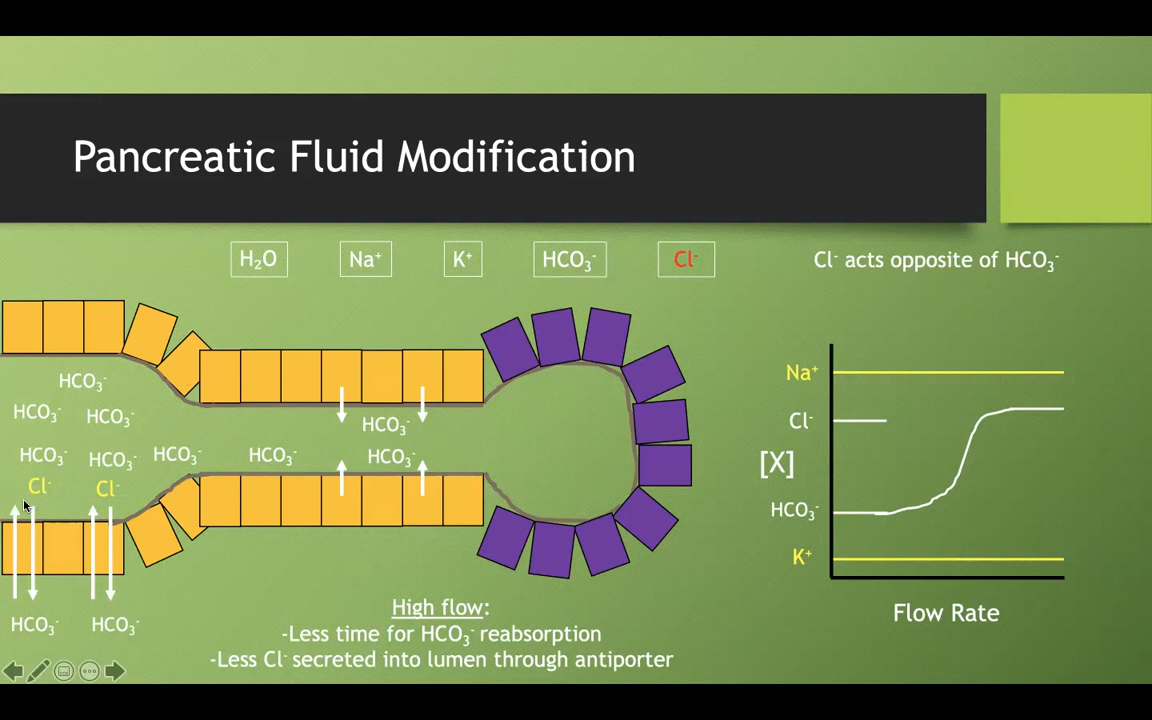 Pancreatic Fluid Modification
H₂O Na⁺ K⁺ HCO₃⁻ Cl⁻
Cl⁻ acts opposite of HCO₃⁻
HCO₃⁻
HCO₃⁻ HCO₃⁻
HCO₃⁻
HCO₃⁻ HCO₃⁻ HCO₃⁻ HCO₃⁻ HCO₃⁻
Cl⁻ Cl⁻
HCO₃⁻ HCO₃⁻
High flow:
-Less time for HCO₃⁻ reabsorption
-Less Cl⁻ secreted into lumen through antiporter
Na⁺
Cl⁻
[X]
HCO₃⁻
K⁺
Flow Rate